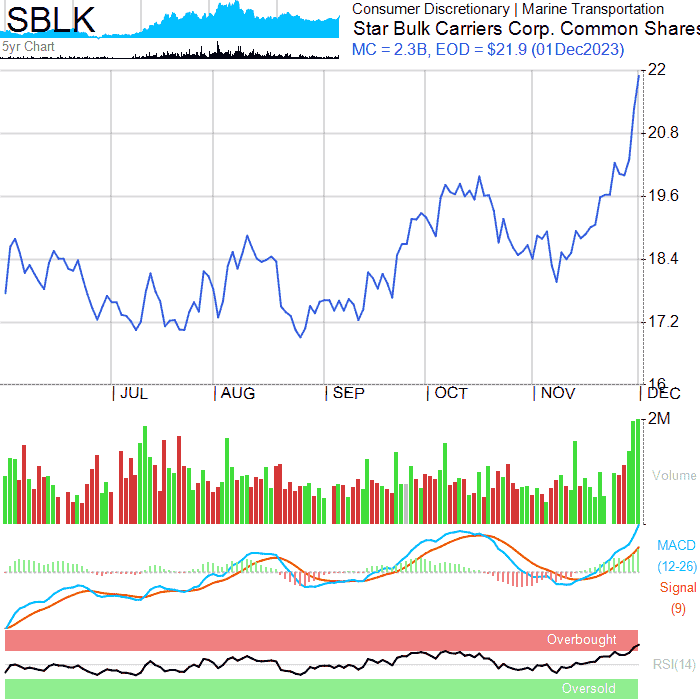 SBLK
Consumer Discretionary | Marine Transportation
Star Bulk Carriers Corp. Common Shares
MC = 2.3B, EOD = $21.9 (01Dec2023)
5yr Chart
22
20.8
19.6
18.4
17.2
16
JUL AUG SEP OCT NOV DEC
2M
Volume
MACD
(12-26)
Signal
(9)
Overbought
RSI(14)
Oversold